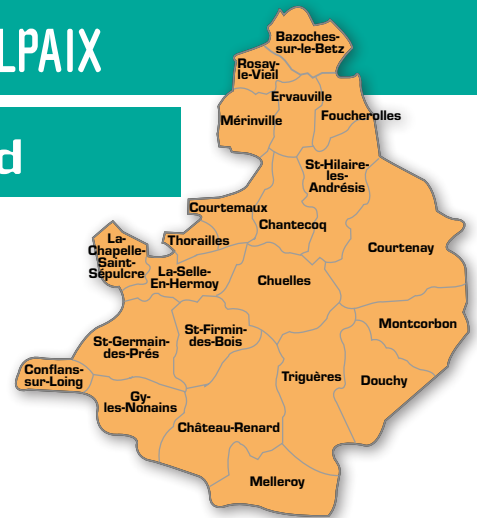 LPAIX
d
Bazoches-
sur-le-Betz
Rosay-
le-Vieil
Ervauville
Mérinville
Foucherolles
St-Hilaire-
les-
Andrésis
Courtemaux
Chantecoq
Thorailles
Courtenay
La-
Chapelle-
Saint-
Sépulcre
La-Selle-
En-Hermoy
Chuelles
Montcorbon
St-Germain-
des-Prés
St-Firmin-
des-Bois
Conflans-
sur-Loing
Triguères
Douchy
Gy-
les-Nonains
Château-Renard
Melleroy